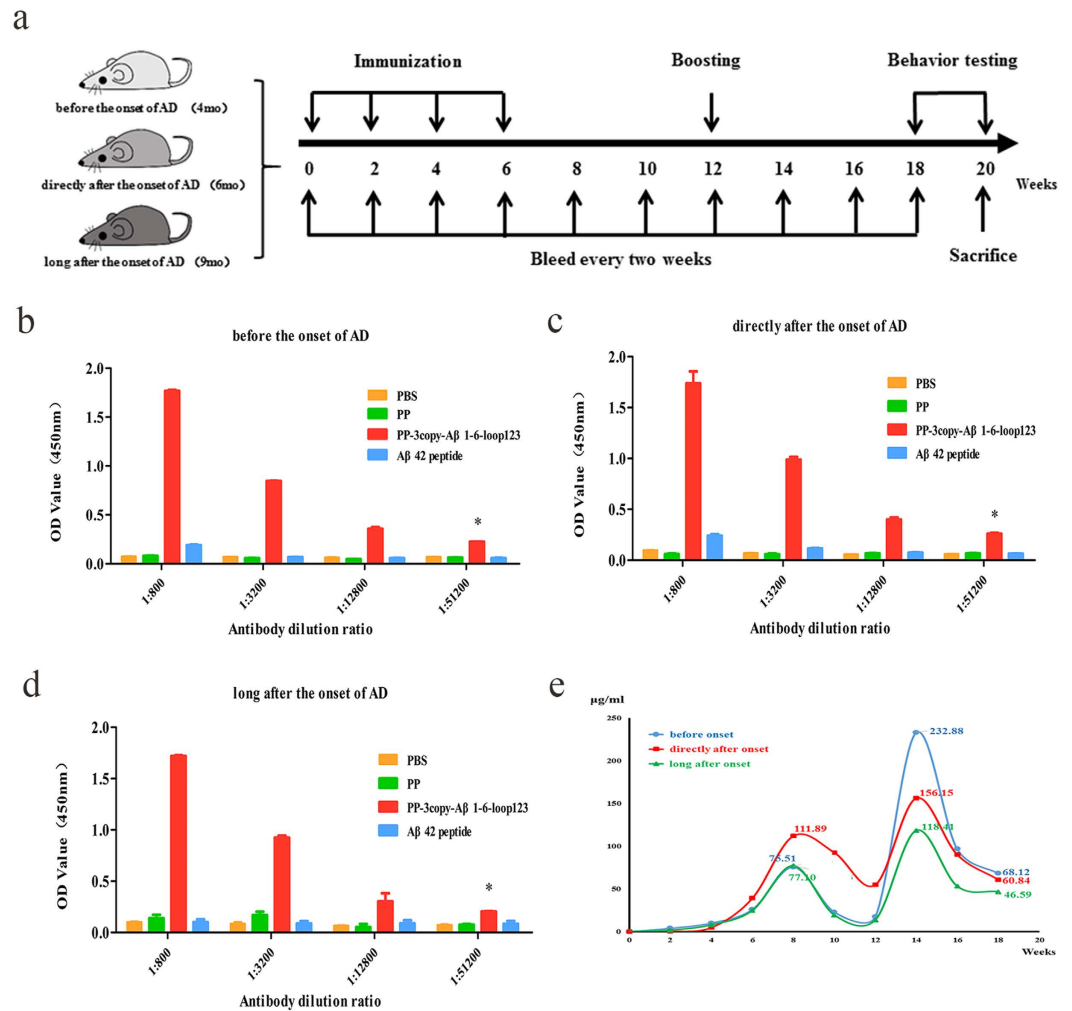 a
Immunization Boosting Behavior testing
before the onset of AD (4mo)
directly after the onset of AD (6mo)
long after the onset of AD (9mo)
0 2 4 6 8 10 12 14 16 18 20
Weeks
Bleed every two weeks
Sacrifice
b
before the onset of AD
OD Value (450nm)
2.0
1.5
1.0
0.5
0.0
PBS
PP
PP-3copy-Aβ 1-6-loop123
Aβ 42 peptide
*
1:800 1:3200 1:12800 1:51200
Antibody dilution ratio
c
directly after the onset of AD
OD Value (450nm)
2.0
1.5
1.0
0.5
0.0
PBS
PP
PP-3copy-Aβ 1-6-loop123
Aβ 42 peptide
*
1:800 1:3200 1:12800 1:51200
Antibody dilution ratio
d
long after the onset of AD
OD Value (450nm)
2.0
1.5
1.0
0.5
0.0
PBS
PP
PP-3copy-Aβ 1-6-loop123
Aβ 42 peptide
*
1:800 1:3200 1:12800 1:51200
Antibody dilution ratio
e
μg/ml
250
200
150
100
50
0
before onset
directly after onset
long after onset
232.88
156.15
118.41
111.89
77.10
68.12
60.84
46.59
0 2 4 6 8 10 12 14 16 18 20
Weeks